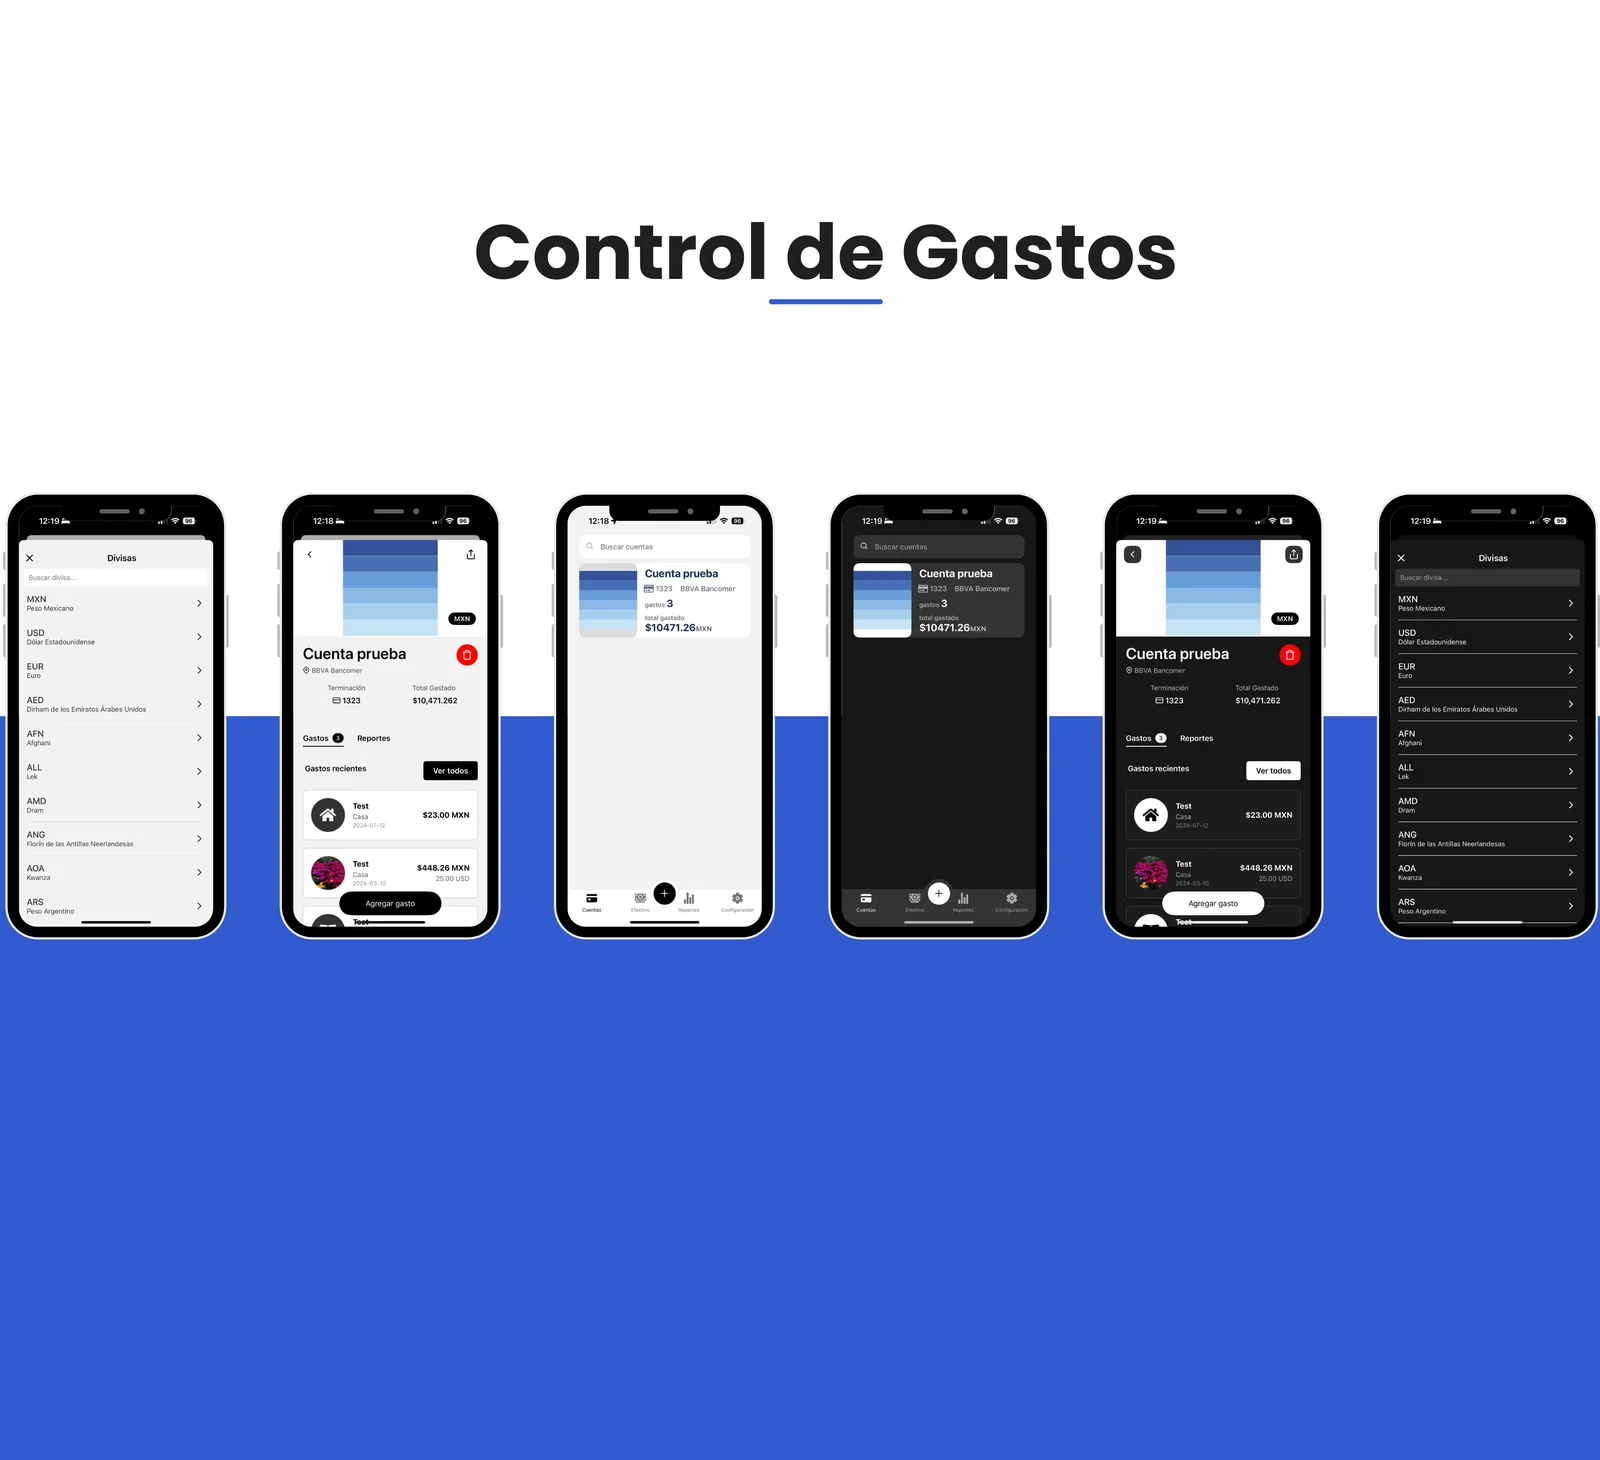 Control de Gastos
12:19
96
Divisas
Buscar divisa...
MXN
Peso Mexicano
USD
Dólar Estadounidense
EUR
Euro
AED
Dirham de los Emiratos Árabes Unidos
AFN
Afghani
ALL
Lek
AMD
Dram
ANG
Florín de las Antillas Neerlandesas
AOA
Kwanza
ARS
Peso Argentino
12:18
96
MXN
Cuenta prueba
BBVA Bancomer
Terminación Total Gastado
1323 $10,471.262
Gastos 3 Reportes
Gastos recientes Ver todos
Test
Casa $23.00 MXN
2024-07-12
Test $448.26 MXN
Casa 25.00 USD
2024-03-10
Agregar gasto
Test
12:18
96
Buscar cuentas
Cuenta prueba
1323 BBVA Bancomer
gastos 3
total gastado
$10471.26MXN
Cuentas Efectivo Reportes Configuración
12:19
96
Buscar cuentas
Cuenta prueba
1323 BBVA Bancomer
gastos 3
total gastado
$10471.26MXN
Cuentas Efectivo Reportes Configuración
12:19
96
MXN
Cuenta prueba
BBVA Bancomer
Terminación Total Gastado
1323 $10,471.262
Gastos 3 Reportes
Gastos recientes Ver todos
Test
Casa $23.00 MXN
2024-07-12
Test $448.26 MXN
Casa 25.00 USD
2024-03-10
Agregar gasto
Test
12:19
96
Divisas
Buscar divisa...
MXN
Peso Mexicano
USD
Dólar Estadounidense
EUR
Euro
AED
Dirham de los Emiratos Árabes Unidos
AFN
Afghani
ALL
Lek
AMD
Dram
ANG
Florín de las Antillas Neerlandesas
AOA
Kwanza
ARS
Peso Argentino